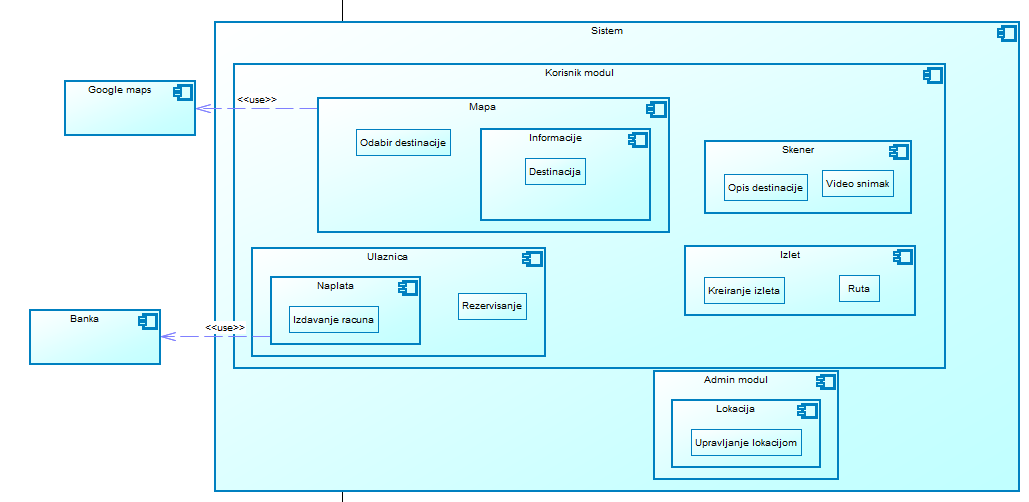 Sistem
Korisnik modul
Google maps
<<use>>
Mapa
Odabir destinacije
Informacije
Destinacija
Skener
Opis destinacije
Video snimak
Ulaznica
Naplata
Izdavanje racuna
Rezervisanje
Izlet
Kreiranje izleta
Ruta
Banka
<<use>>
Admin modul
Lokacija
Upravljanje lokacijom